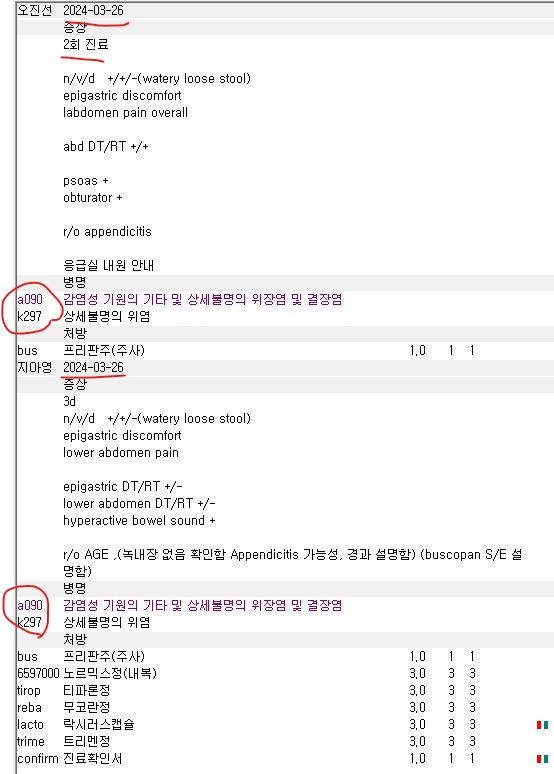 오진선 2024-03-26
증상
2회 진료
n/v/d +/+/-(watery loose stool)
epigastric discomfort
labdomen pain overall
abd DT/RT +/+
psoas +
obturator +
r/o appendicitis
응급실 내원 안내
병명
a090 감염성 기원의 기타 및 상세불명의 위장염 및 결장염
k297 상세불명의 위염
처방
bus 프리판주(주사) 1.0 1 1
지아영 2024-03-26
증상
3d
n/v/d +/+/-(watery loose stool)
epigastric discomfort
lower abdomen pain
epigastric DT/RT +/-
lower abdomen DT/RT +/-
hyperactive bowel sound +
r/o AGE ,(녹내장 없음 확인함 Appendicitis 가능성, 경과 설명함) (buscopan S/E 설
명함)
병명
a090 감염성 기원의 기타 및 상세불명의 위장염 및 결장염
k297 상세불명의 위염
처방
bus 프리판주(주사) 1.0 1 1
6597000 노르믹스정(내복) 3.0 3 3
tirop 티파론정 3.0 3 3
reba 무코란정 3.0 3 3
lacto 락시러스캡슐 3.0 3 3
trime 트리멘정 3.0 3 3
confirm 진료확인서 1.0 1 1